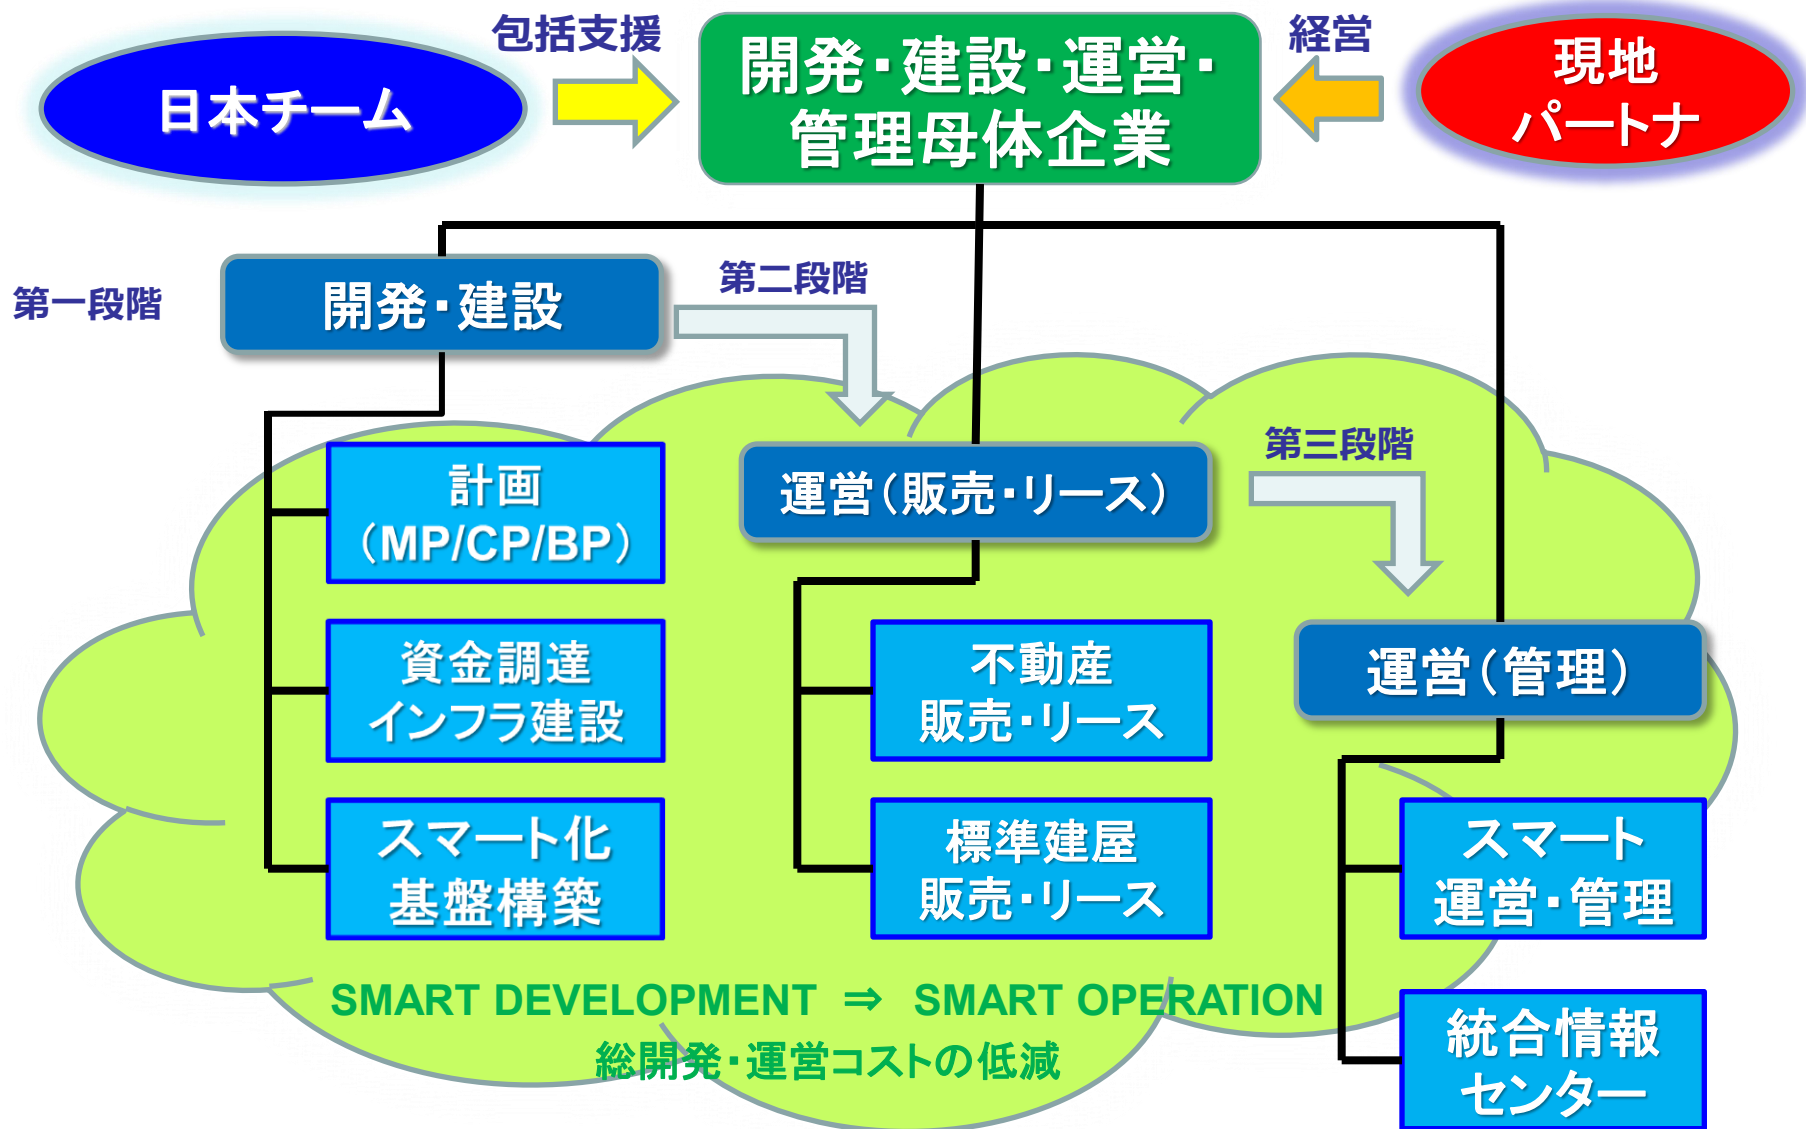 包括支援
経営
日本チーム
開発・建設・運営・
管理母体企業
現地
パートナ
第一段階
開発・建設
第二段階
第三段階
計画
（MP/CP/BP）
運営（販売・リース）
資金調達
インフラ建設
不動産
販売・リース
運営（管理）
スマート化
基盤構築
標準建屋
販売・リース
スマート
運営・管理
SMART DEVELOPMENT ⇒ SMART OPERATION
総開発・運営コストの低減
統合情報
センター